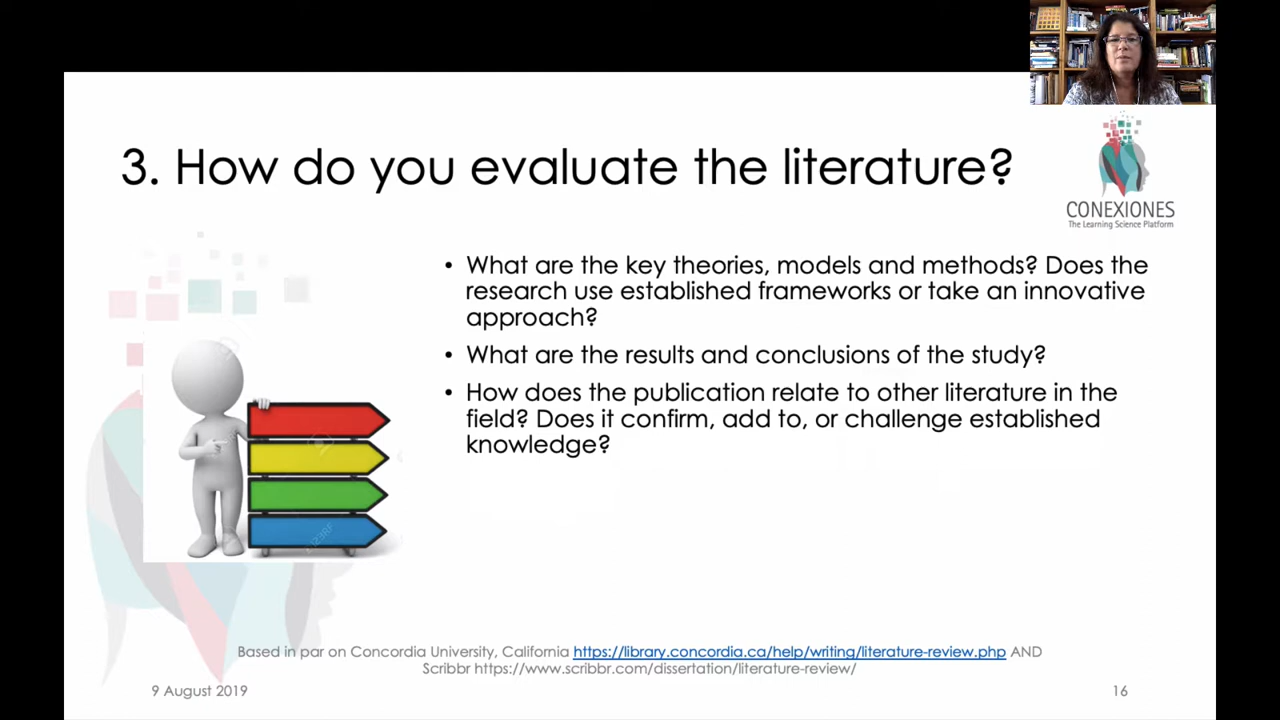 3. How do you evaluate the literature?
CONEXIONES
The Learning Science Platform
• What are the key theories, models and methods? Does the
research use established frameworks or take an innovative
approach?
• What are the results and conclusions of the study?
• How does the publication relate to other literature in the
field? Does it confirm, add to, or challenge established
knowledge?
Based in par on Concordia University, California https://library.concordia.ca/help/writing/literature-review.php AND
Scribbr https://www.scribbr.com/dissertation/literature-review/
9 August 2019
16